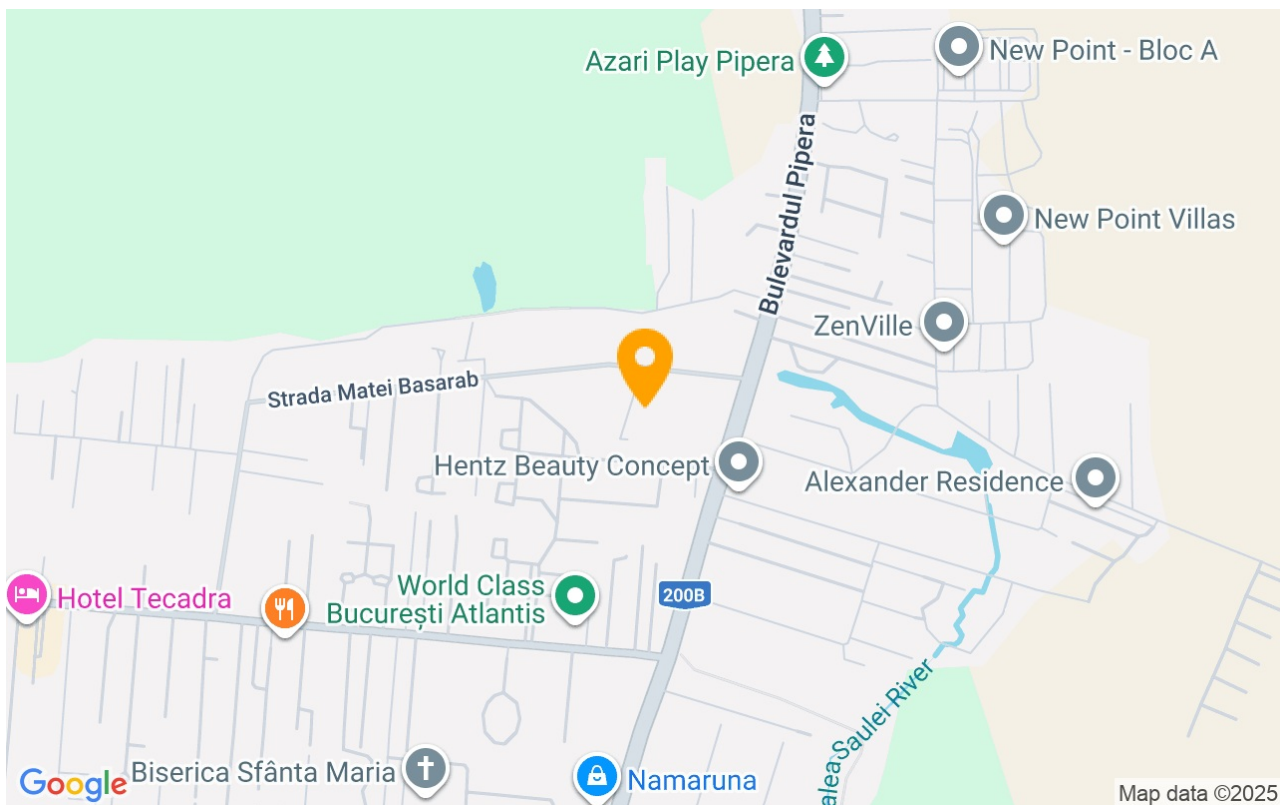 Azari Play Pipera
New Point - Bloc A
Bulevardul Pipera
New Point Villas
ZenVille
Strada Matei Basarab
Hentz Beauty Concept
Alexander Residence
World Class
București Atlantis
200B
Hotel Tecadra
alea Saulei River
Biserica Sfânta Maria
Namaruna
Google
Map data ©2025